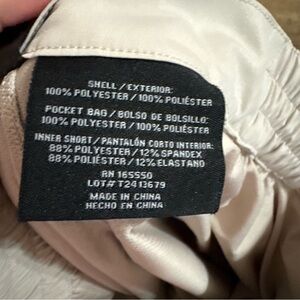 SHELL/EXTERIOR:
100% POLYESTER/100% POLIÉSTER
POCKET BAG/BOLSO DE BOLSILLO:
100% POLYESTER/100% POLIÉSTER
INNER SHORT/PANTALÓN CORTO INTERIOR:
88% POLYESTER/12% SPANDEX
88% POLIÉSTER/12% ELASTANO
RN 165550
LOT# T2413679
MADE IN CHINA
HECHO EN CHINA